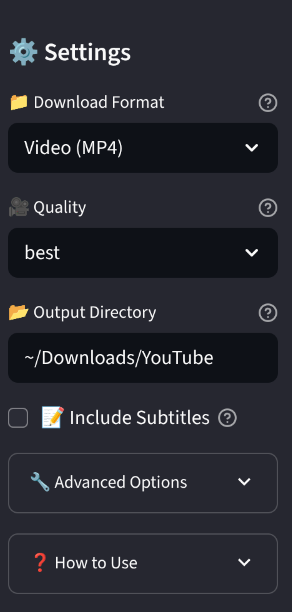 ⚙️ Settings
📁 Download Format
Video (MP4)
🎥 Quality
best
📂 Output Directory
~/Downloads/YouTube
📝 Include Subtitles
🔧 Advanced Options
❓ How to Use